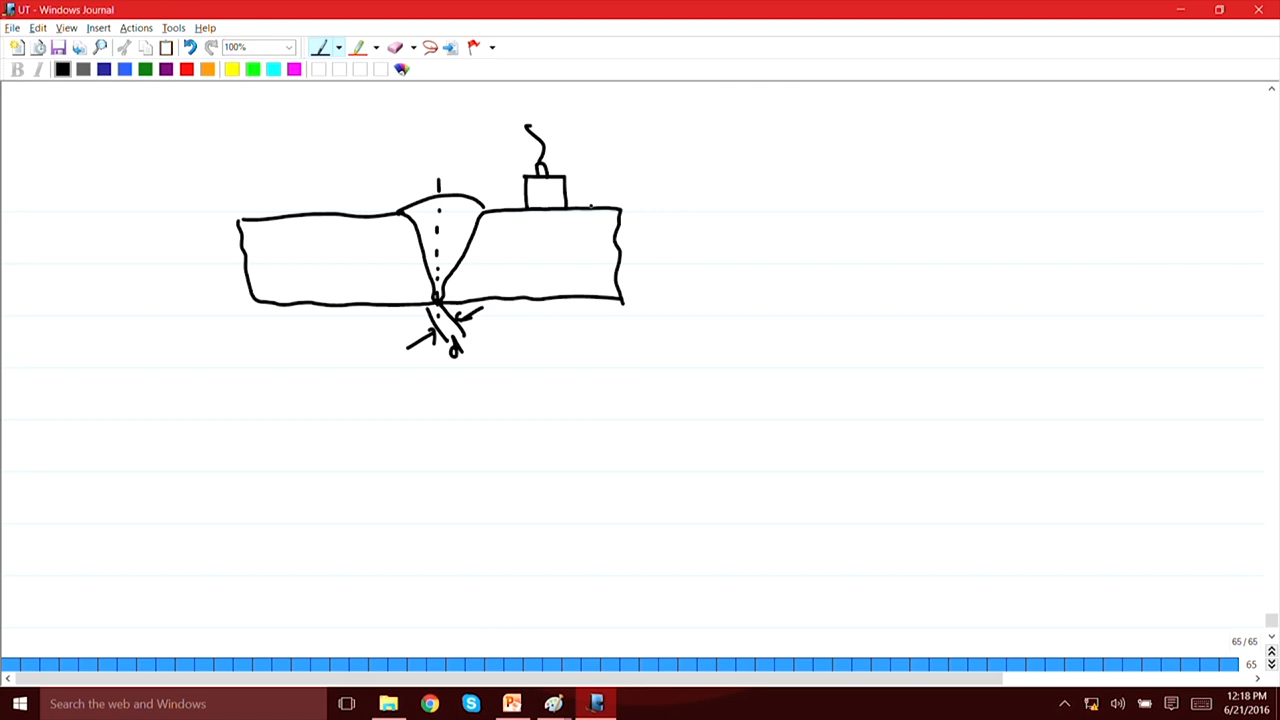 UT - Windows Journal
File Edit View Insert Actions Tools Help
100%
B I
d
65 / 65
65
Search the web and Windows
12:18 PM
6/21/2016